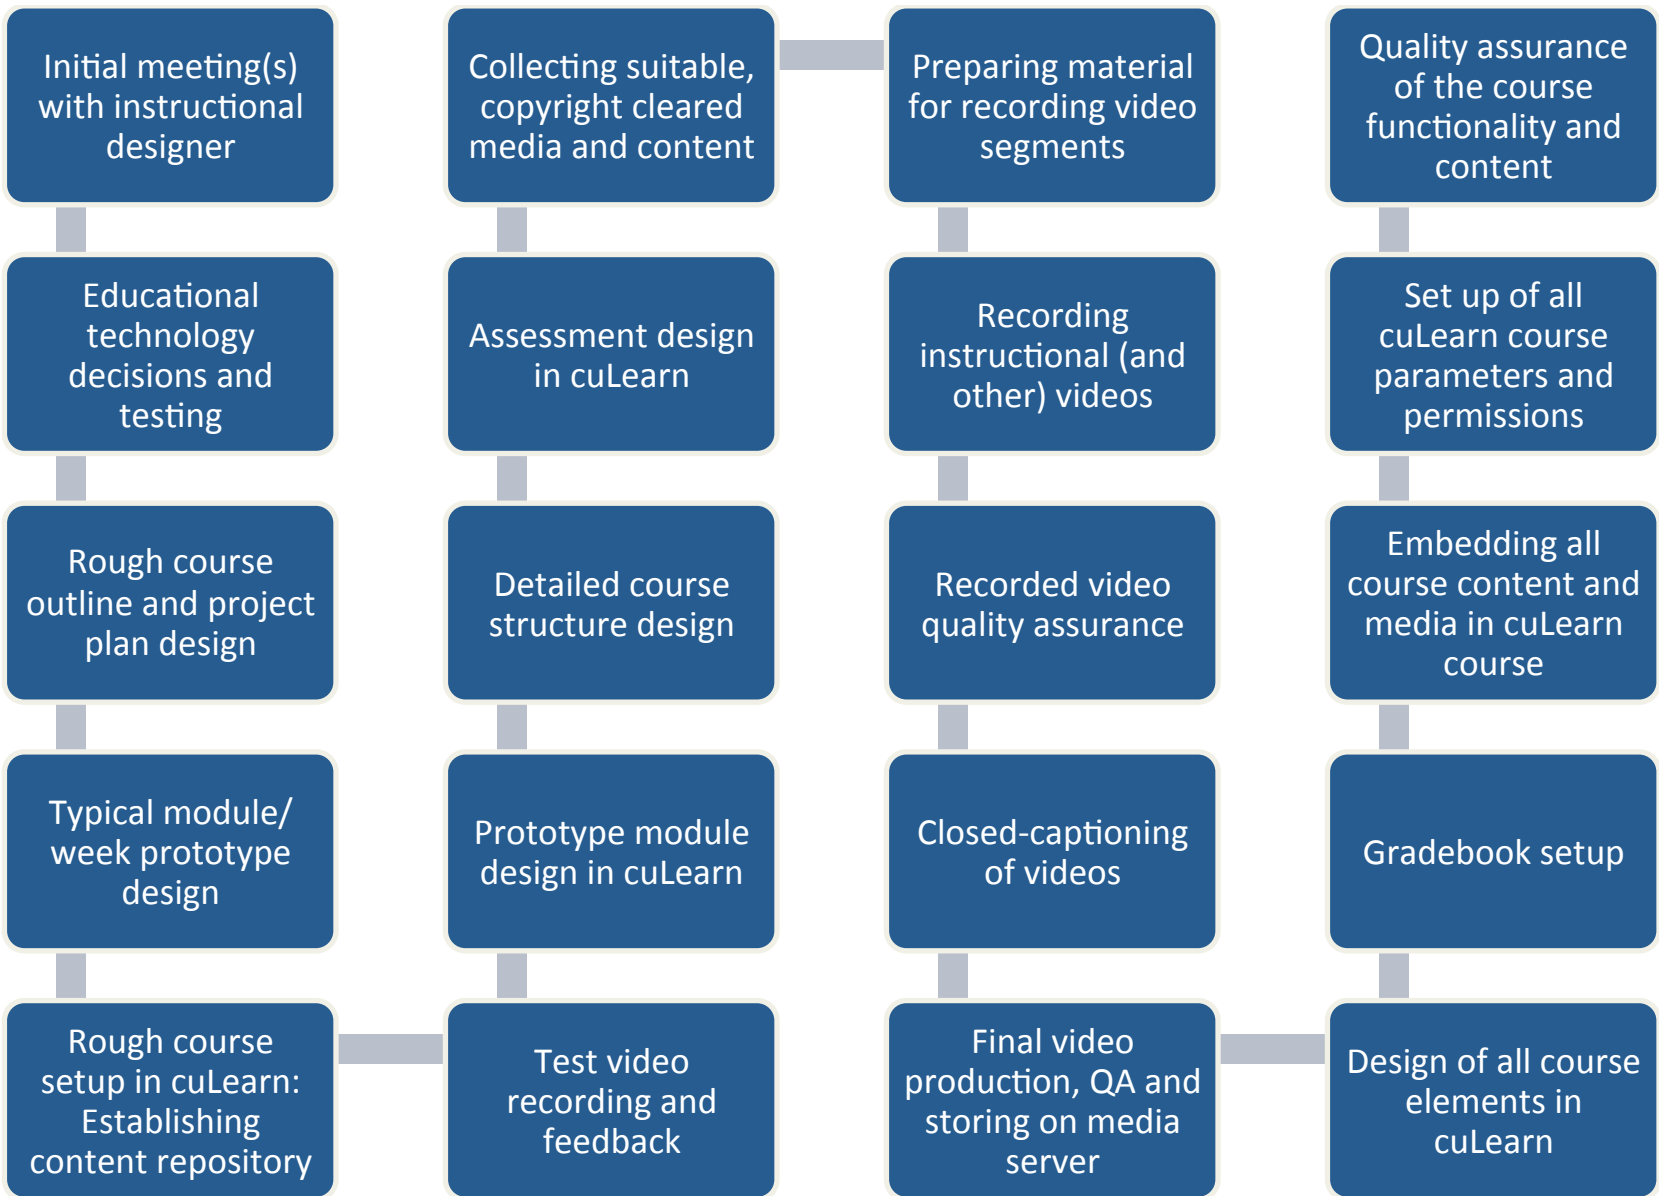 Initial meeting(s)
with instructional
designer
Educational
technology
decisions and
testing
Rough course
outline and project
plan design
Typical module/
week prototype
design
Rough course
setup in cuLearn:
Establishing
content repository
Test video
recording and
feedback
Prototype module
design in cuLearn
Detailed course
structure design
Assessment design
in cuLearn
Collecting suitable,
copyright cleared
media and content
Preparing material
for recording video
segments
Recording
instructional (and
other) videos
Recorded video
quality assurance
Closed-captioning
of videos
Final video
production, QA and
storing on media
server
Design of all course
elements in
cuLearn
Gradebook setup
Embedding all
course content and
media in cuLearn
course
Set up of all
cuLearn course
parameters and
permissions
Quality assurance
of the course
functionality and
content